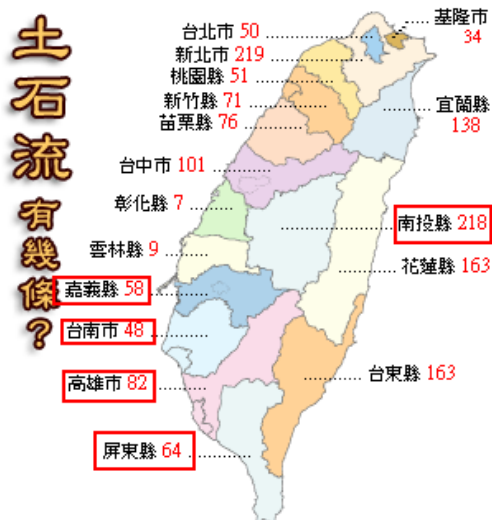 土石流有幾條？
台北市 50
基隆市
34
新北市 219
桃園縣 51
新竹縣 71
宜蘭縣
138
苗栗縣 76
台中市 101
彰化縣 7
南投縣 218
雲林縣 9
花蓮縣 163
嘉義縣 58
台南市 48
台東縣 163
高雄市 82
屏東縣 64